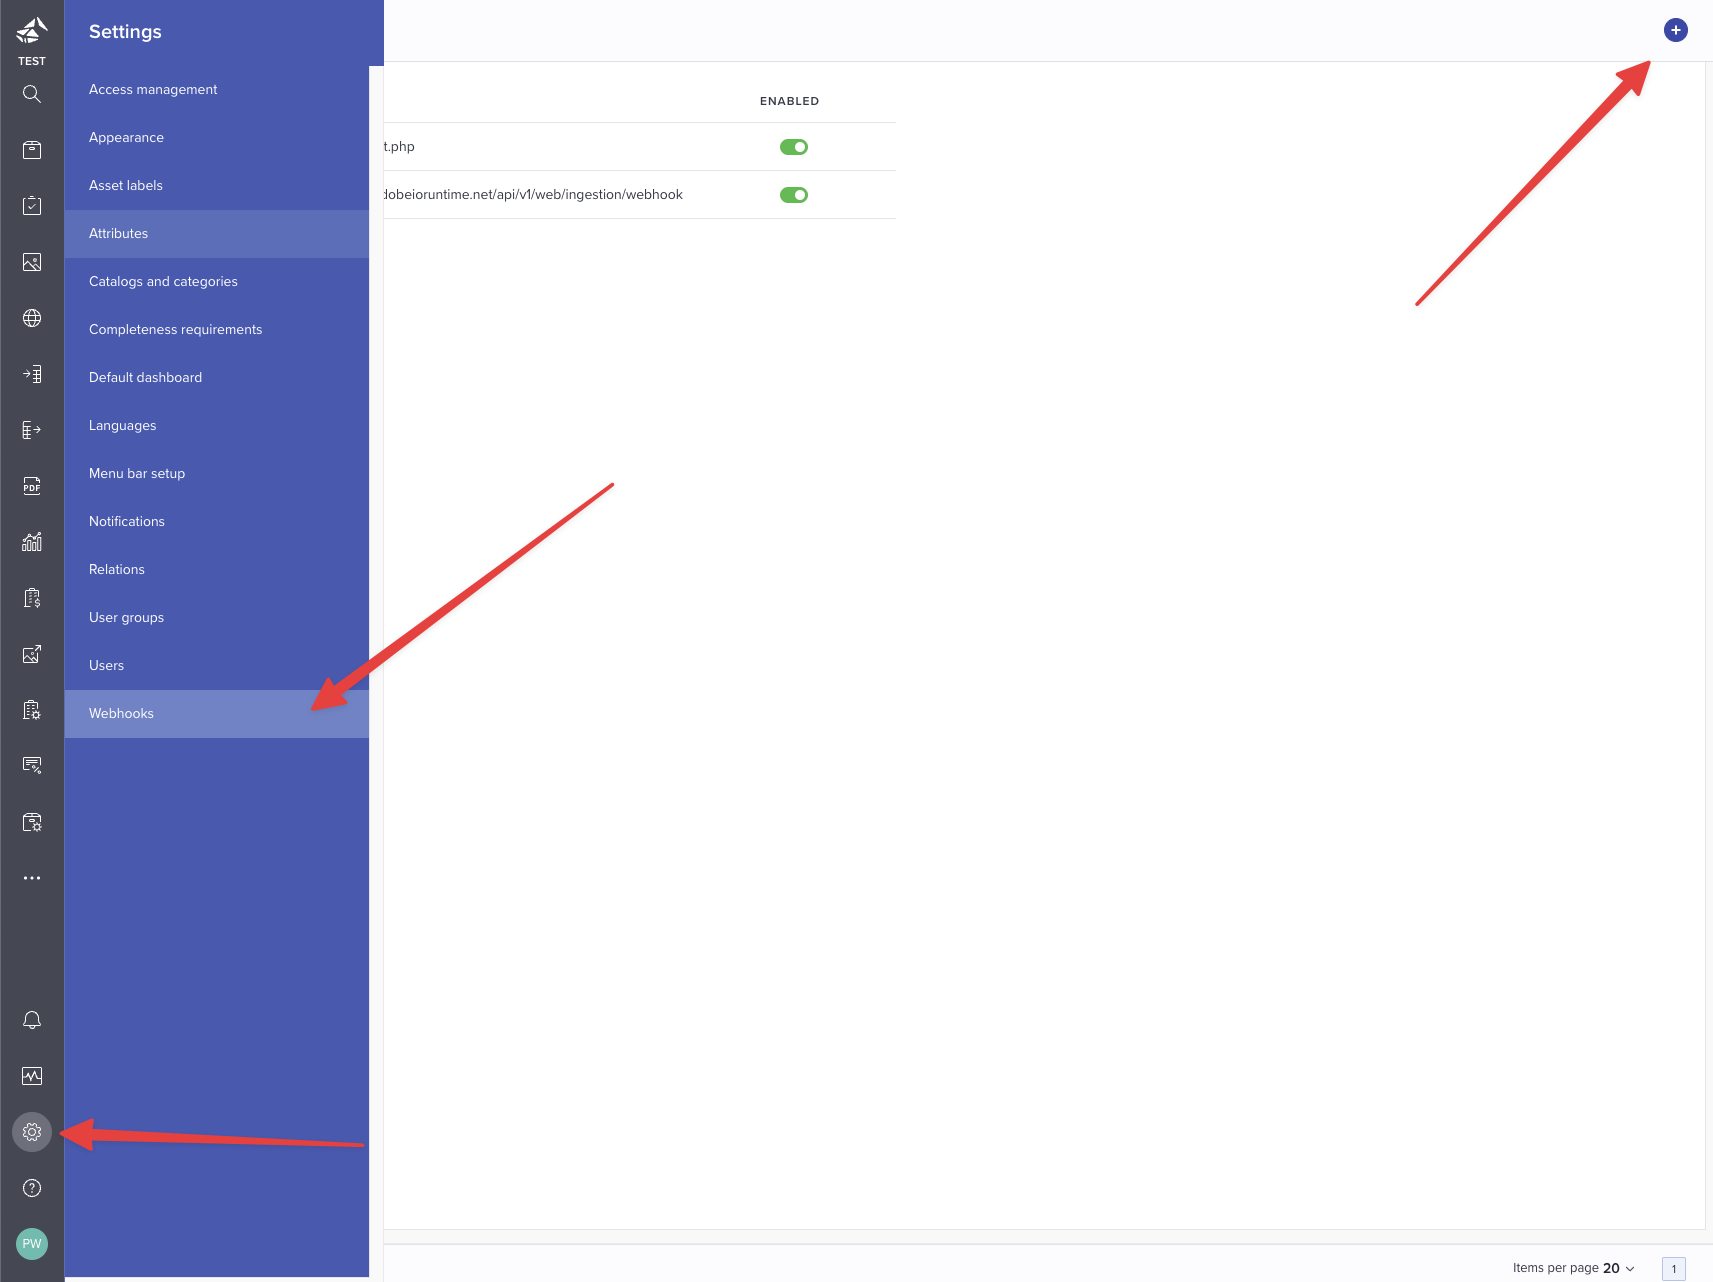 TEST
Settings
Access management
Appearance
Asset labels
Attributes
Catalogs and categories
Completeness requirements
Default dashboard
Languages
Menu bar setup
Notifications
Relations
User groups
Users
Webhooks
PDF
PW
+
ENABLED
t.php
dobeioruntime.net/api/v1/web/ingestion/webhook
Items per page 20
1